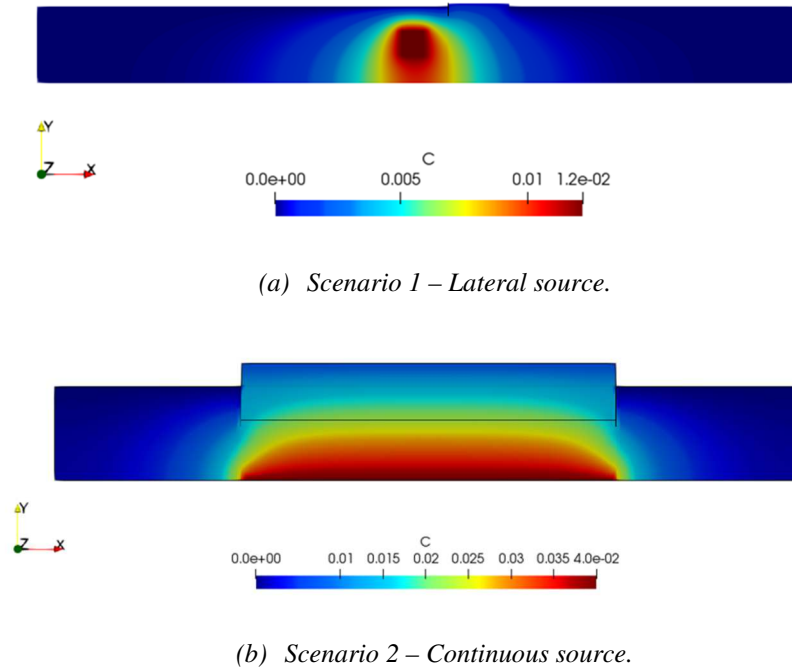 Y
Z X
C
0.0e+00 0.005 0.01 1.2e-02
(a) Scenario 1 – Lateral source.
Y
Z X
C
0.0e+00 0.01 0.015 0.02 0.025 0.03 0.035 4.0e-02
(b) Scenario 2 – Continuous source.